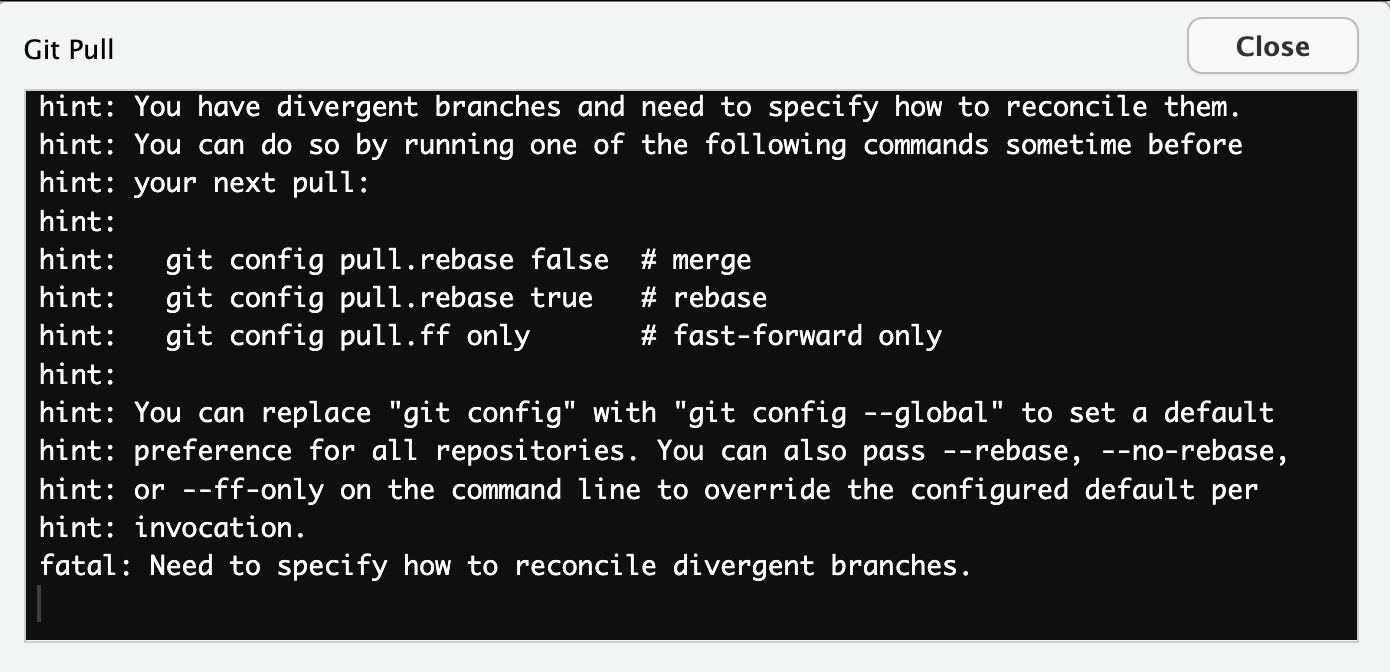 Git Pull
Close
hint: You have divergent branches and need to specify how to reconcile them.
hint: You can do so by running one of the following commands sometime before
hint: your next pull:
hint:
hint:   git config pull.rebase false  # merge
hint:   git config pull.rebase true   # rebase
hint:   git config pull.ff only       # fast-forward only
hint:
hint: You can replace "git config" with "git config --global" to set a default
hint: preference for all repositories. You can also pass --rebase, --no-rebase,
hint: or --ff-only on the command line to override the configured default per
hint: invocation.
fatal: Need to specify how to reconcile divergent branches.